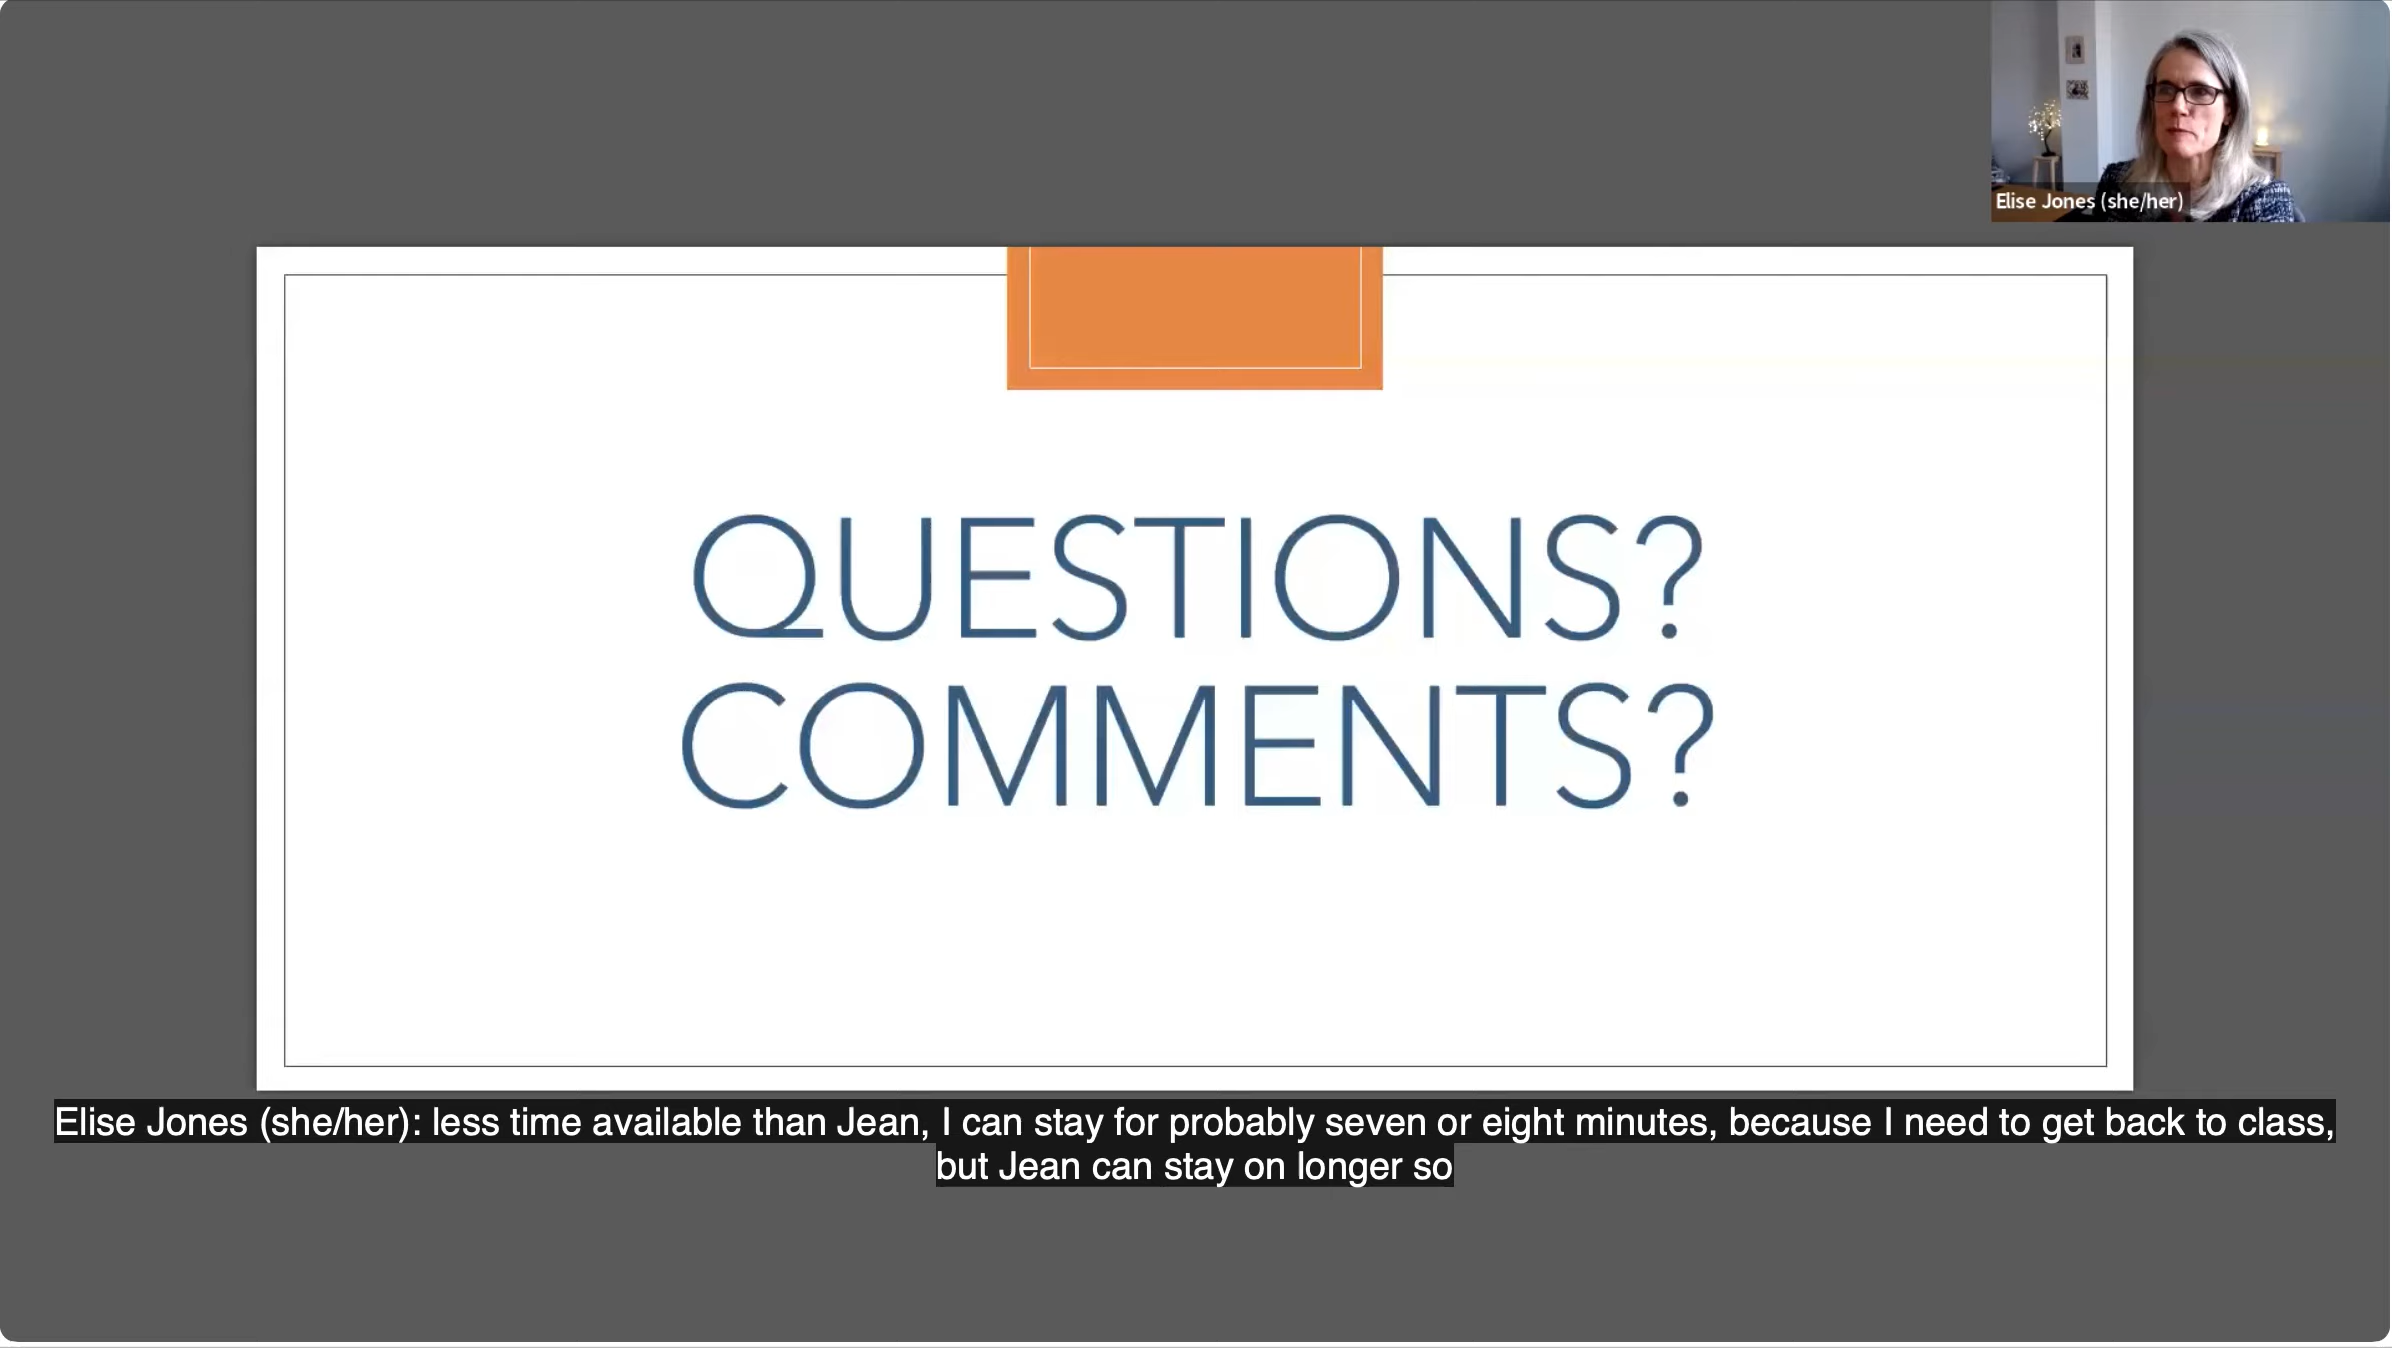 Elise Jones (she/her)
QUESTIONS?
COMMENTS?
Elise Jones (she/her): less time available than Jean, I can stay for probably seven or eight minutes, because I need to get back to class,
but Jean can stay on longer so